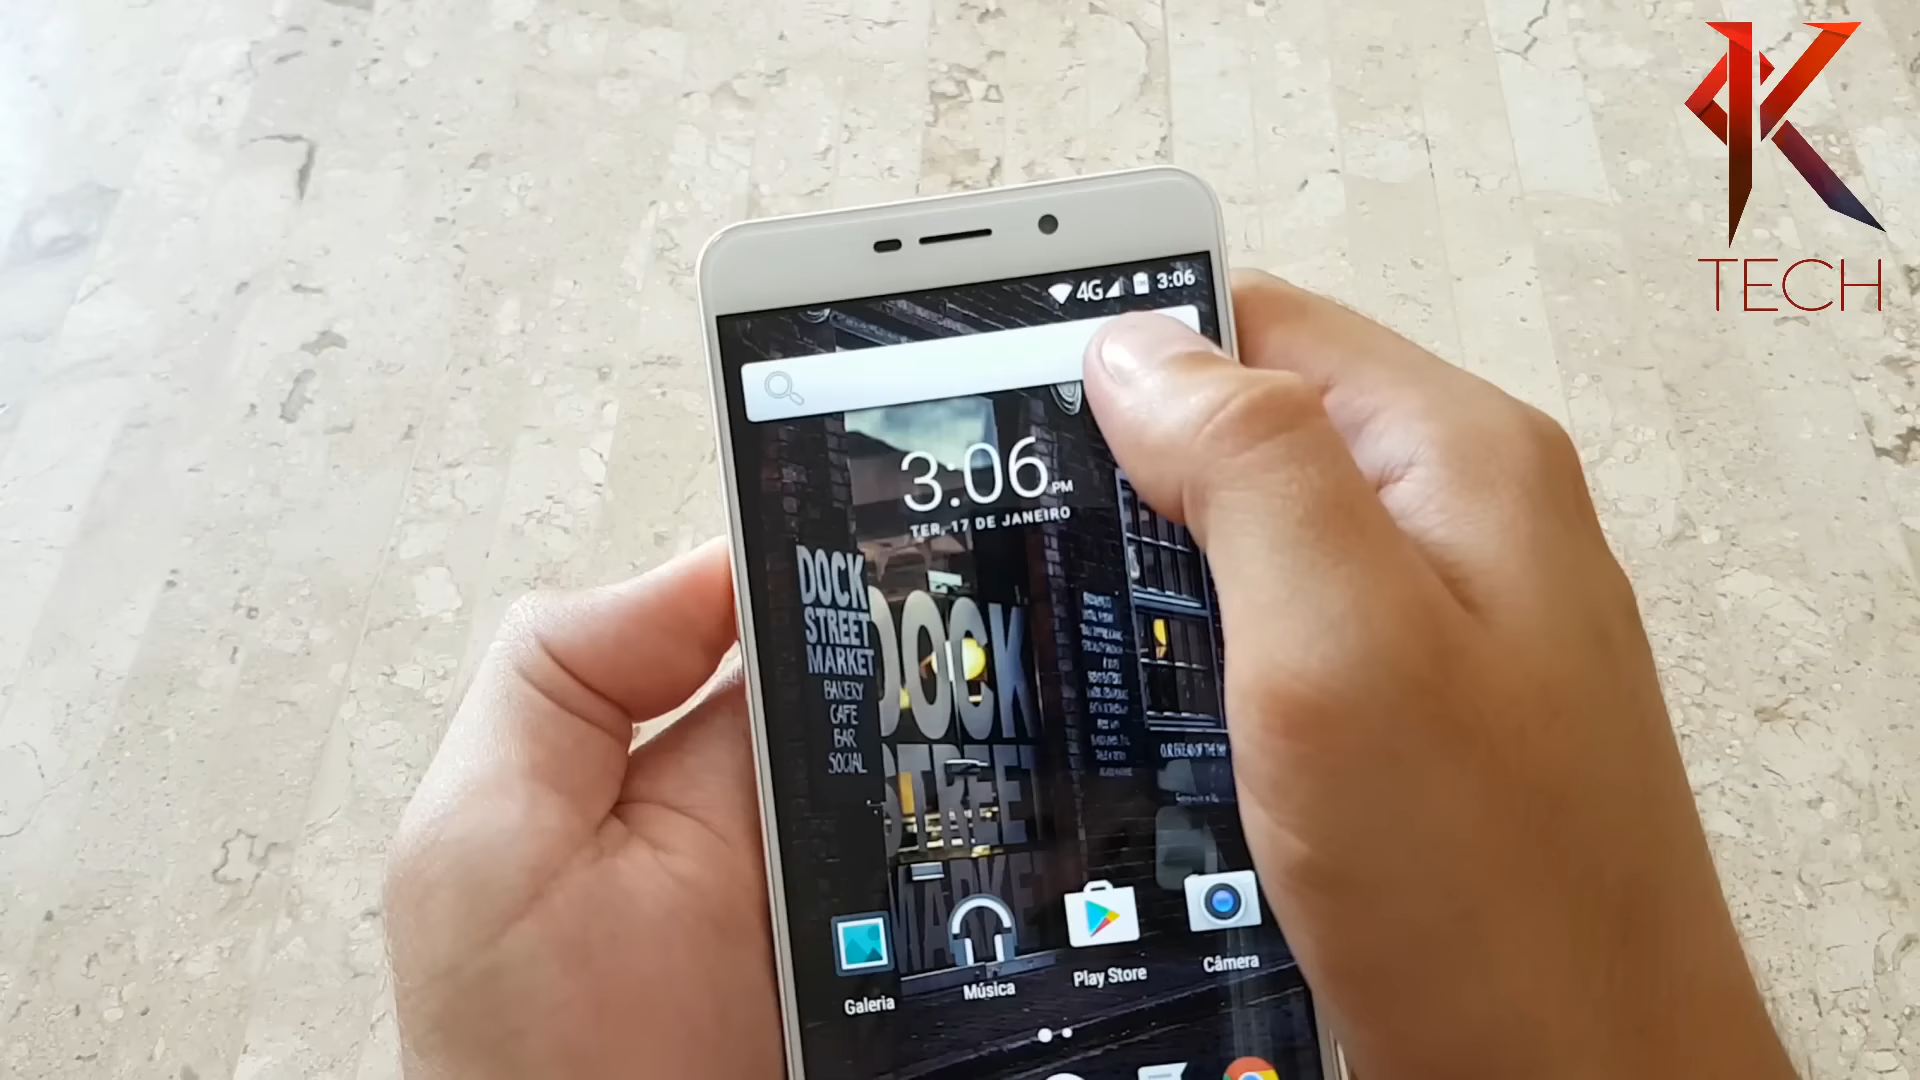 K
TECH
4G 3:06
3:06 PM
TER, 17 DE JANEIRO
DOCK
STREET
MARKET
BAKERY
CAFE
BAR
SOCIAL
DOCK
STREET
MARKE
Galeria
Música
Play Store
Câmera